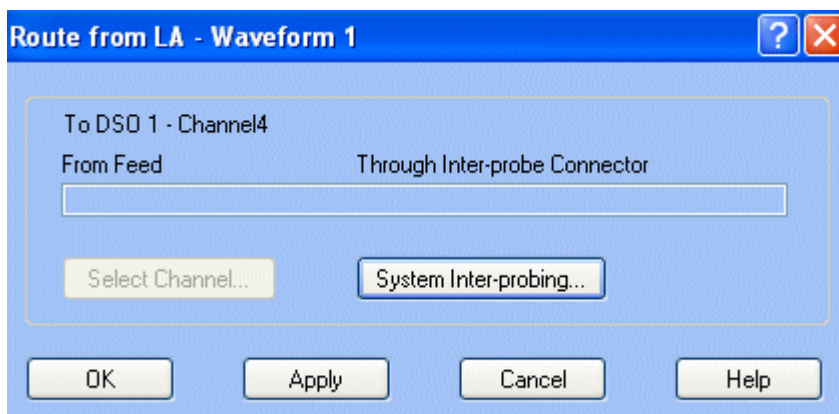 Route from LA - Waveform 1
To DSO 1 - Channel4
From Feed Through Inter-probe Connector
Select Channel... System Inter-probing...
OK Apply Cancel Help